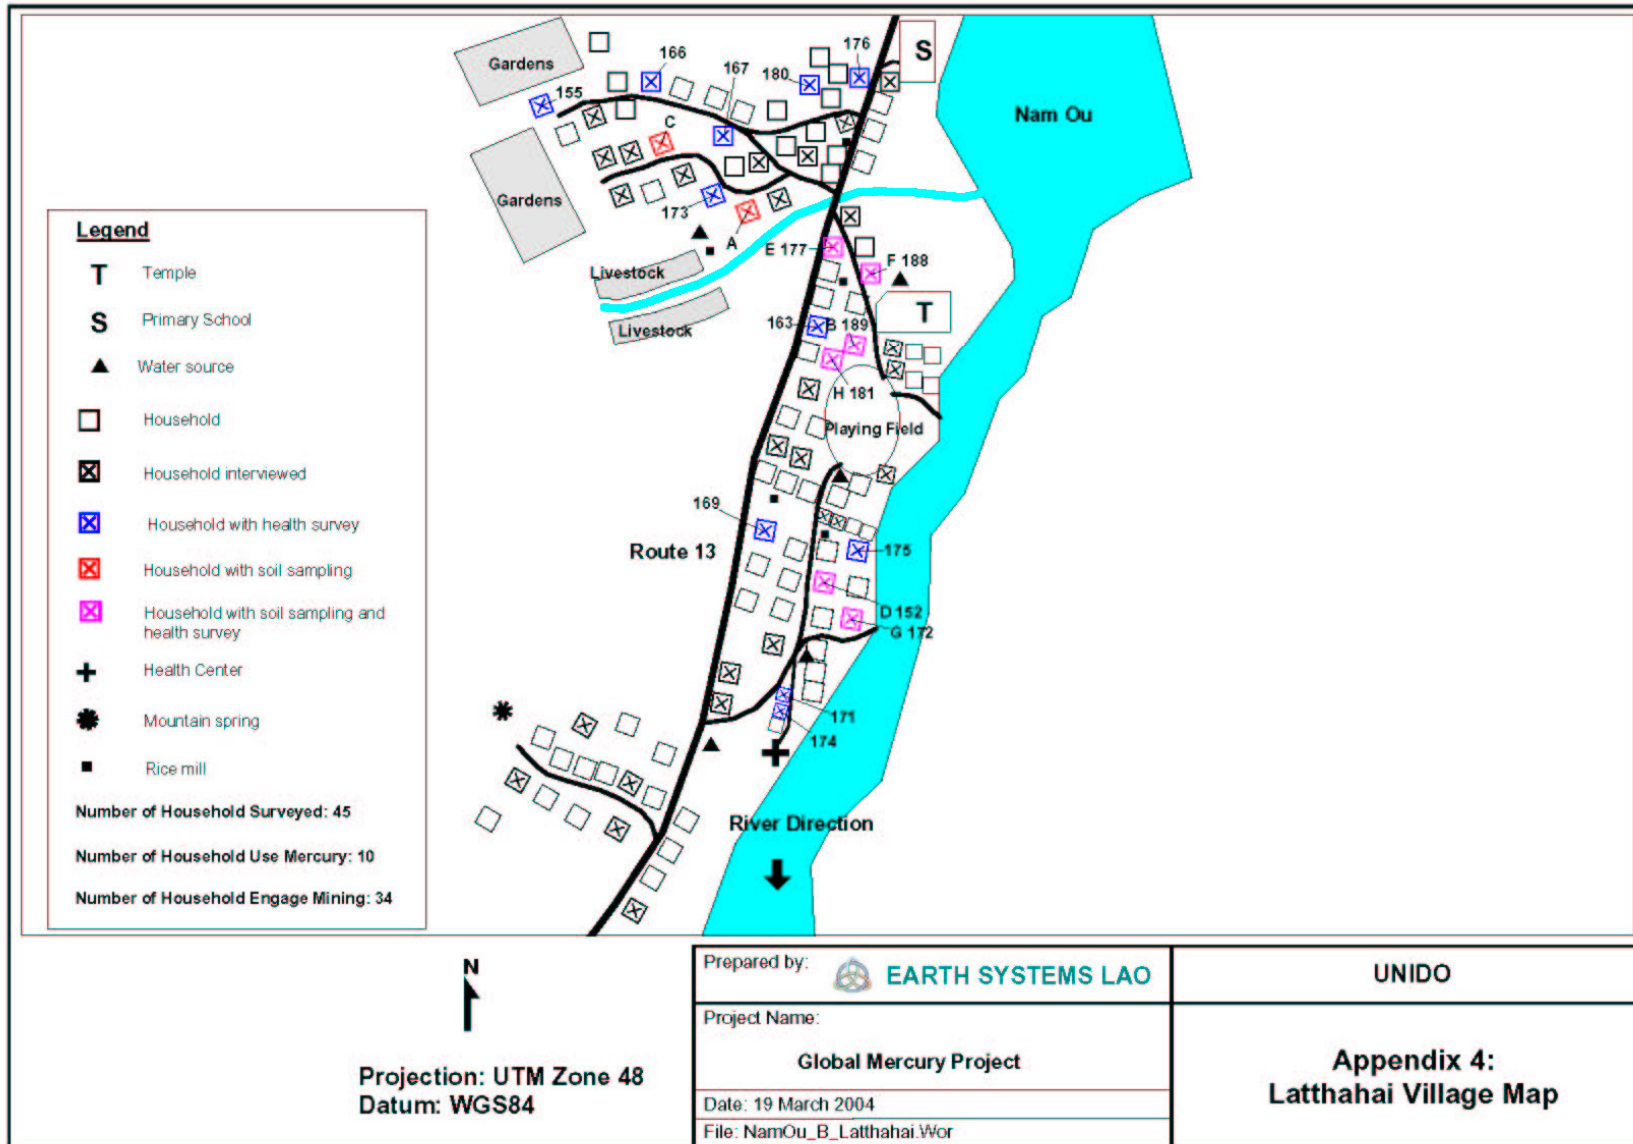 Gardens
166
167
180
176
S
155
Nam Ou
C
Gardens
173
A
E 177
F 188
Livestock
Livestock
T
163
B 189
H 181
Playing Field
169
Route 13
175
D 152
G 172
171
174
River Direction
Legend
T Temple
S Primary School
Water source
Household
Household interviewed
Household with health survey
Household with soil sampling
Household with soil sampling and
health survey
Health Center
Mountain spring
Rice mill
Number of Household Surveyed: 45
Number of Household Use Mercury: 10
Number of Household Engage Mining: 34
N
Projection: UTM Zone 48
Datum: WGS84
Prepared by: EARTH SYSTEMS LAO
UNIDO
Project Name:
Global Mercury Project
Date: 19 March 2004
File: NamOu_B_Latthahai.Wor
Appendix 4:
Latthahai Village Map